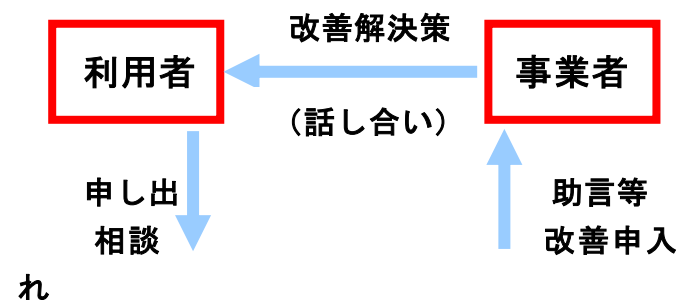 改善解決策
利用者
事業者
（話し合い）
申し出
相談
助言等
改善申入
れ